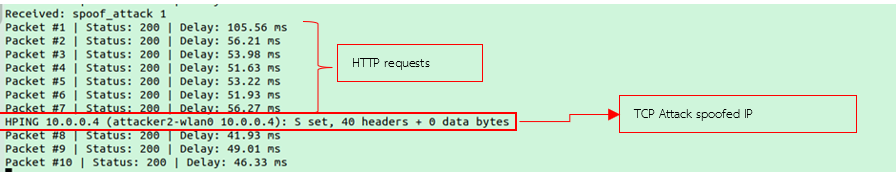 Received: spoof_attack 1
Packet #1 | Status: 200 | Delay: 105.56 ms
Packet #2 | Status: 200 | Delay: 56.21 ms
Packet #3 | Status: 200 | Delay: 53.98 ms
Packet #4 | Status: 200 | Delay: 51.63 ms
Packet #5 | Status: 200 | Delay: 53.22 ms
Packet #6 | Status: 200 | Delay: 51.93 ms
Packet #7 | Status: 200 | Delay: 56.27 ms
HTTP requests
HPING 10.0.0.4 (attacker2-wlan0 10.0.0.4): S set, 40 headers + 0 data bytes
TCP Attack spoofed IP
Packet #8 | Status: 200 | Delay: 41.93 ms
Packet #9 | Status: 200 | Delay: 49.01 ms
Packet #10 | Status: 200 | Delay: 46.33 ms